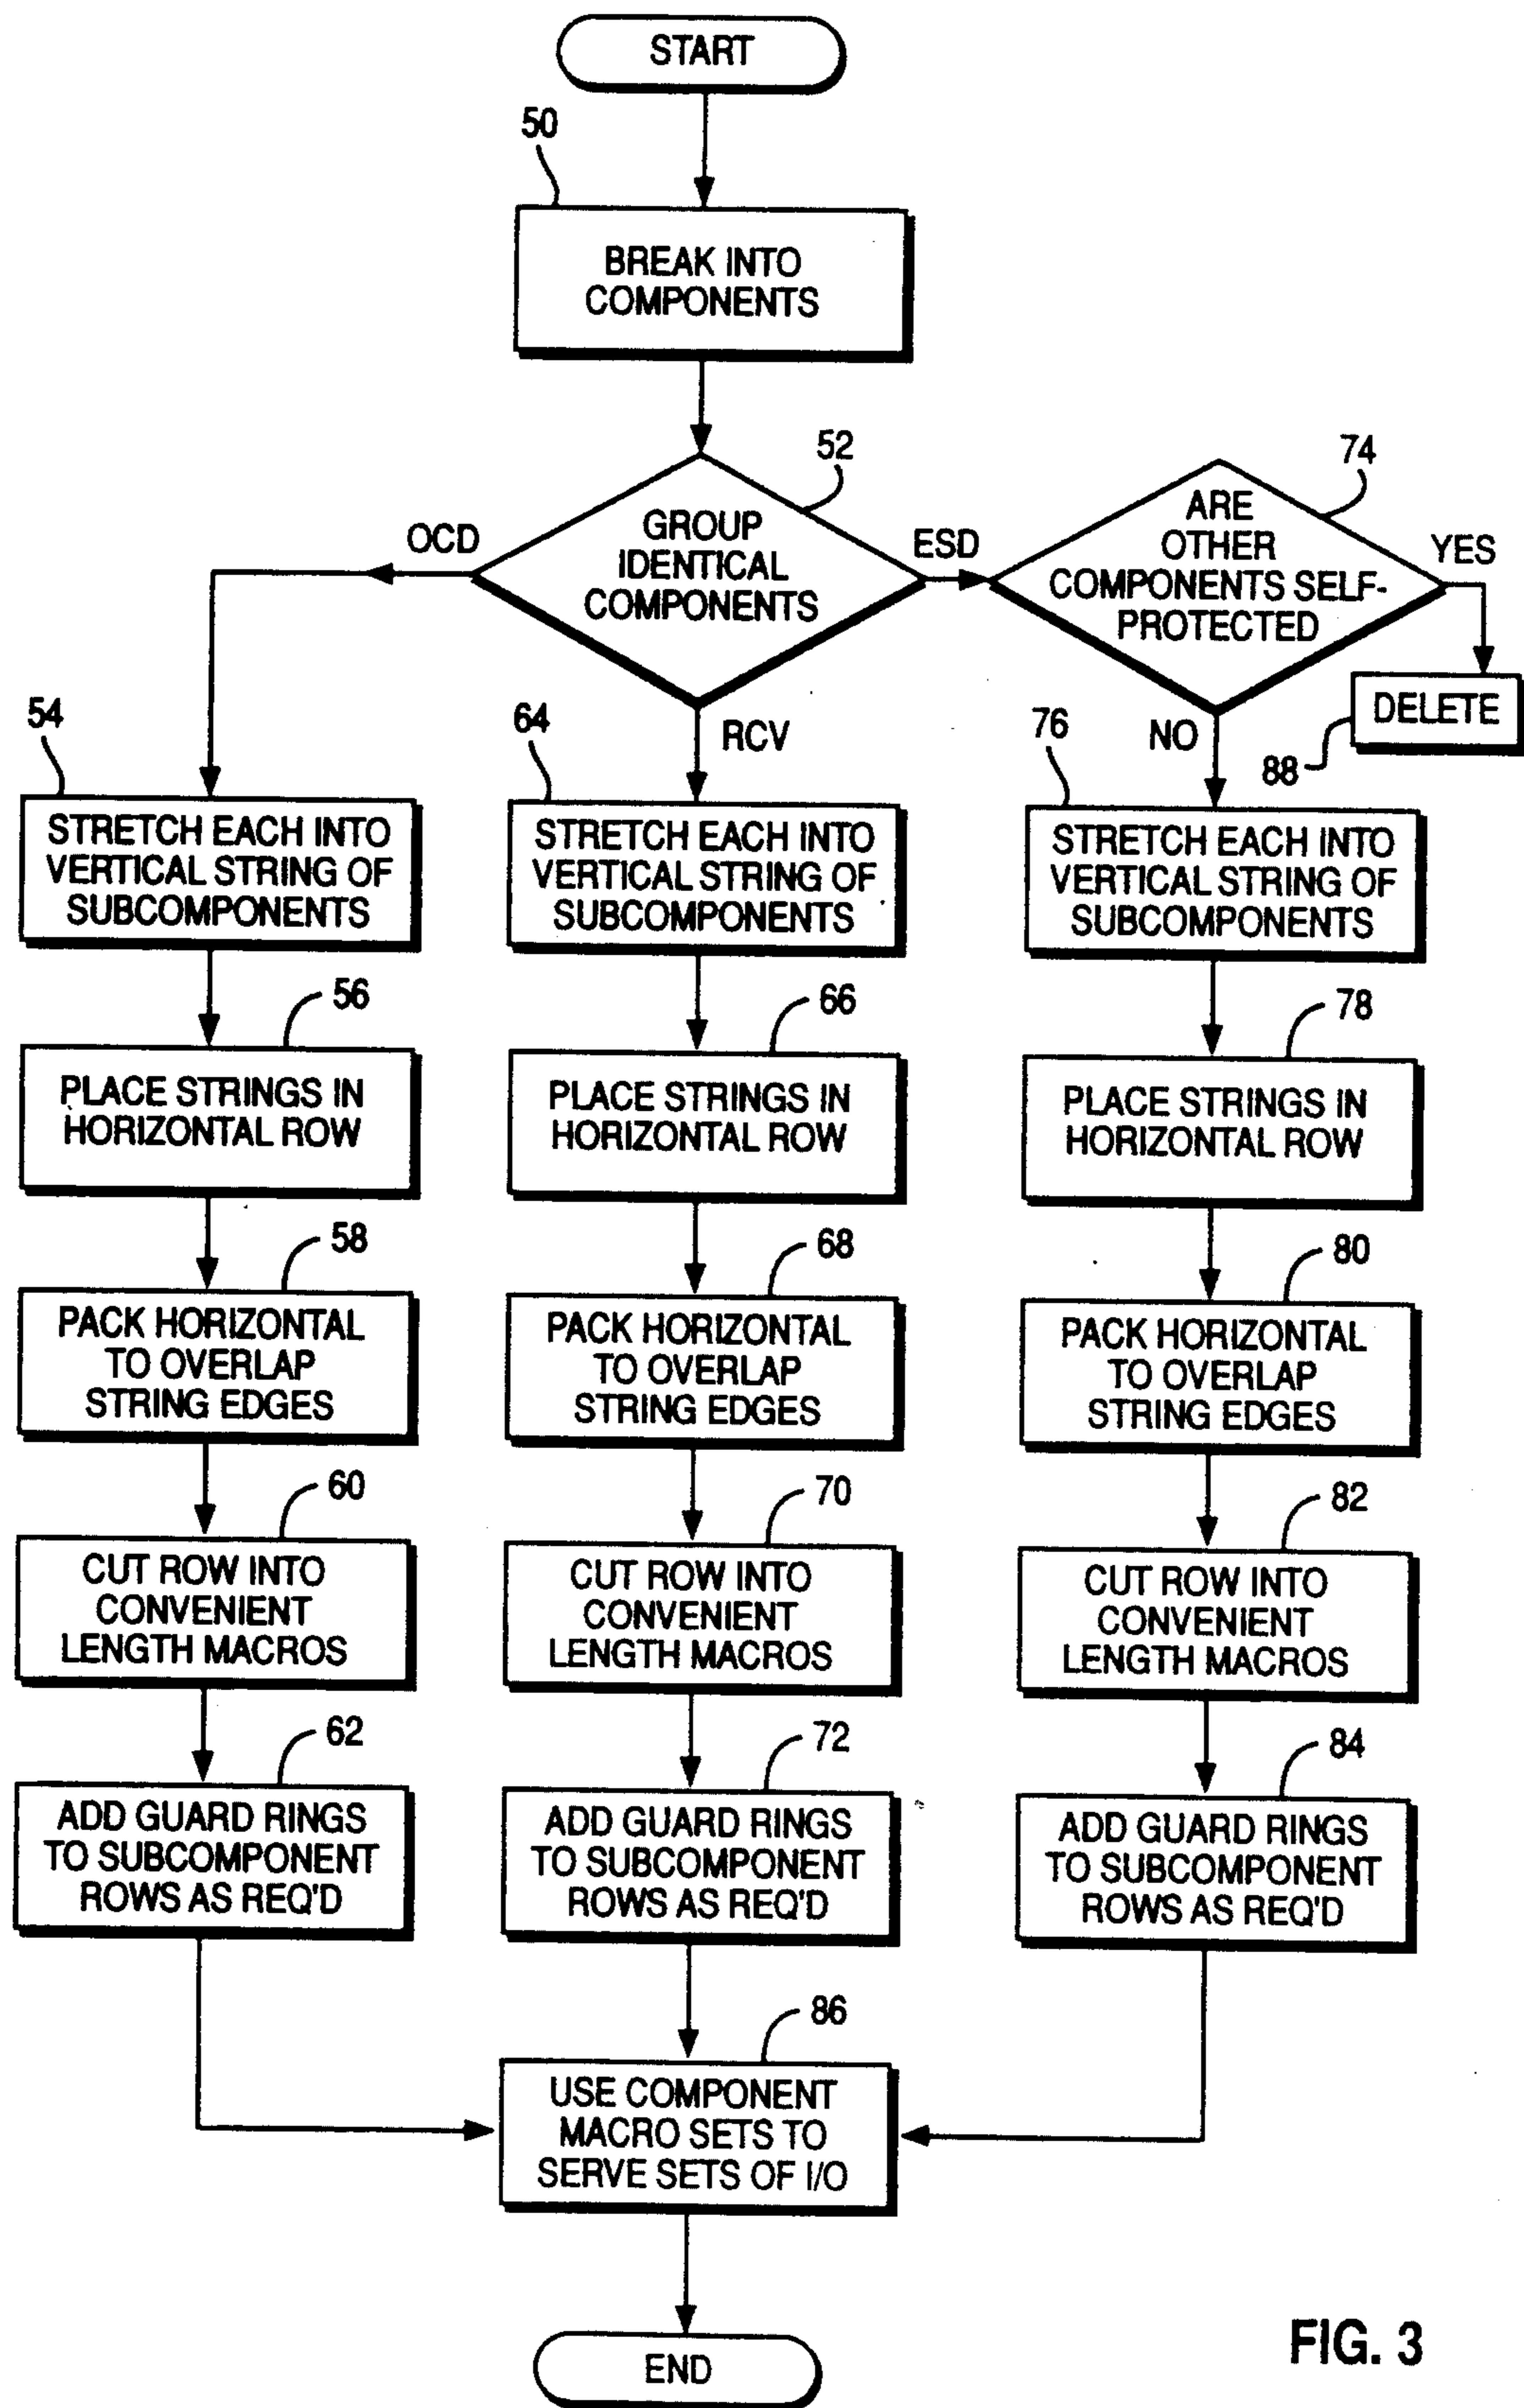 START
50
BREAK INTO
COMPONENTS
52
GROUP
IDENTICAL
COMPONENTS
OCD
ESD
RCV
74
ARE
OTHER
COMPONENTS SELF-
PROTECTED
YES
NO
DELETE
88
54
STRETCH EACH INTO
VERTICAL STRING OF
SUBCOMPONENTS
64
STRETCH EACH INTO
VERTICAL STRING OF
SUBCOMPONENTS
76
STRETCH EACH INTO
VERTICAL STRING OF
SUBCOMPONENTS
56
PLACE STRINGS IN
HORIZONTAL ROW
66
PLACE STRINGS IN
HORIZONTAL ROW
78
PLACE STRINGS IN
HORIZONTAL ROW
58
PACK HORIZONTAL
TO OVERLAP
STRING EDGES
68
PACK HORIZONTAL
TO OVERLAP
STRING EDGES
80
PACK HORIZONTAL
TO OVERLAP
STRING EDGES
60
CUT ROW INTO
CONVENIENT
LENGTH MACROS
70
CUT ROW INTO
CONVENIENT
LENGTH MACROS
82
CUT ROW INTO
CONVENIENT
LENGTH MACROS
62
ADD GUARD RINGS
TO SUBCOMPONENT
ROWS AS REQ'D
72
ADD GUARD RINGS
TO SUBCOMPONENT
ROWS AS REQ'D
84
ADD GUARD RINGS
TO SUBCOMPONENT
ROWS AS REQ'D
86
USE COMPONENT
MACRO SETS TO
SERVE SETS OF I/O
END
FIG. 3